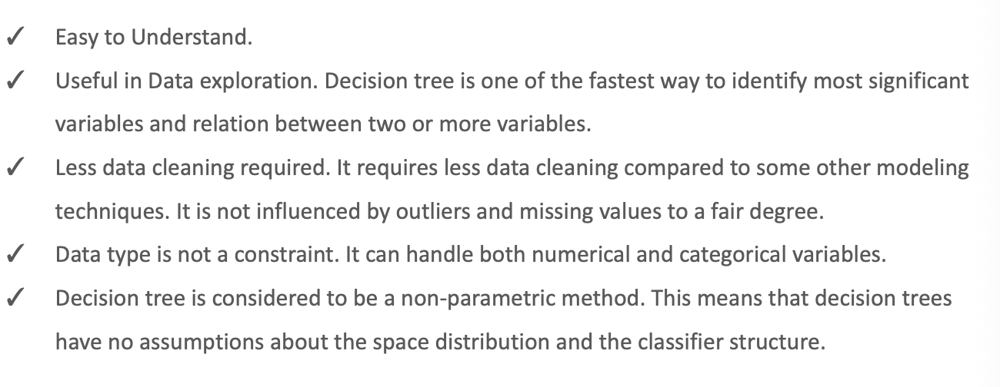 ✓ Easy to Understand.
✓ Useful in Data exploration. Decision tree is one of the fastest way to identify most significant
variables and relation between two or more variables.
✓ Less data cleaning required. It requires less data cleaning compared to some other modeling
techniques. It is not influenced by outliers and missing values to a fair degree.
✓ Data type is not a constraint. It can handle both numerical and categorical variables.
✓ Decision tree is considered to be a non-parametric method. This means that decision trees
have no assumptions about the space distribution and the classifier structure.